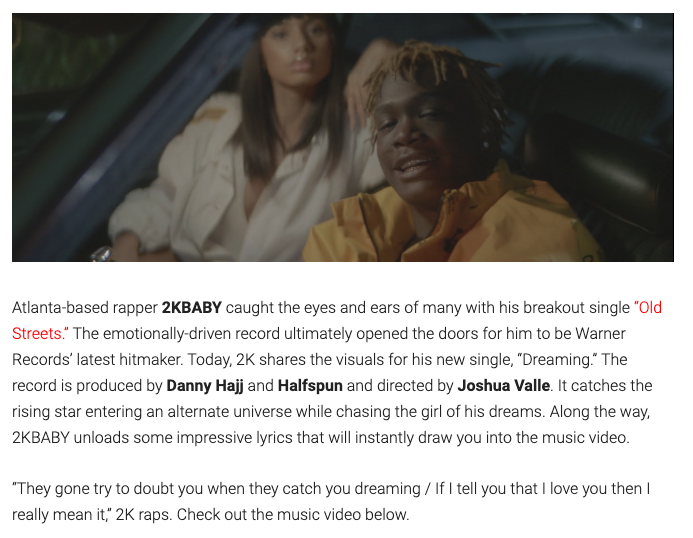 Atlanta-based rapper 2KBABY caught the eyes and ears of many with his breakout single “Old
Streets.” The emotionally-driven record ultimately opened the doors for him to be Warner
Records’ latest hitmaker. Today, 2K shares the visuals for his new single, “Dreaming.” The
record is produced by Danny Hajj and Halfspun and directed by Joshua Valle. It catches the
rising star entering an alternate universe while chasing the girl of his dreams. Along the way,
2KBABY unloads some impressive lyrics that will instantly draw you into the music video.
“They gone try to doubt you when they catch you dreaming / If I tell you that I love you then I
really mean it,” 2K raps. Check out the music video below.